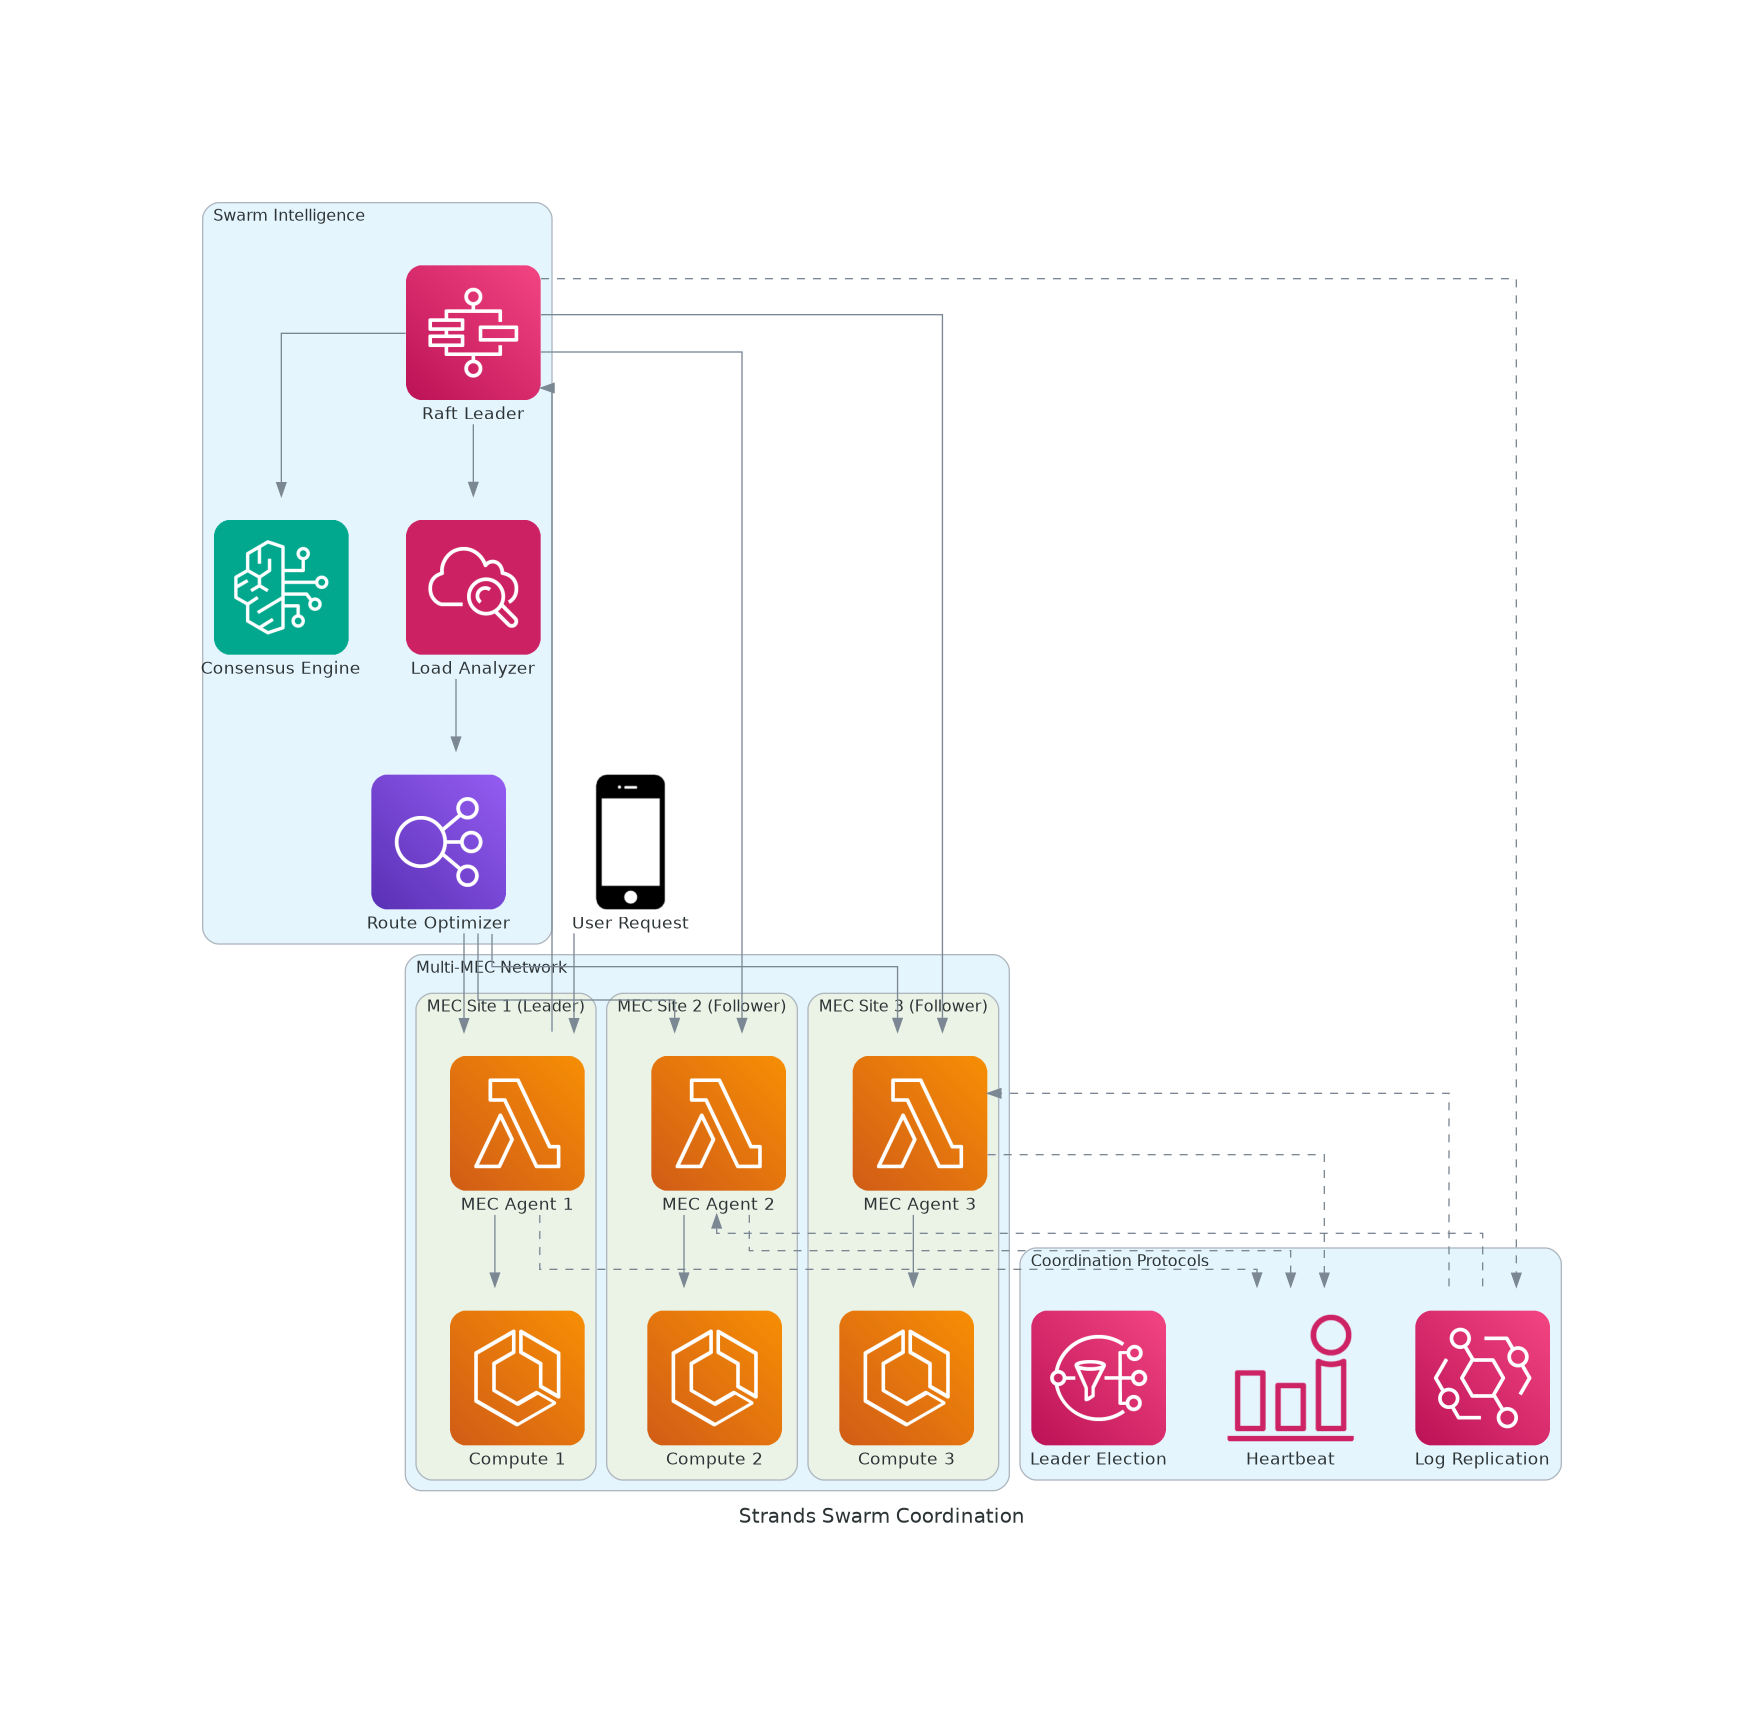 Swarm Intelligence
Raft Leader
Consensus Engine
Load Analyzer
Route Optimizer
User Request
Multi-MEC Network
MEC Site 1 (Leader)
MEC Site 2 (Follower)
MEC Site 3 (Follower)
MEC Agent 1
MEC Agent 2
MEC Agent 3
Coordination Protocols
Compute 1
Compute 2
Compute 3
Leader Election
Heartbeat
Log Replication
Strands Swarm Coordination